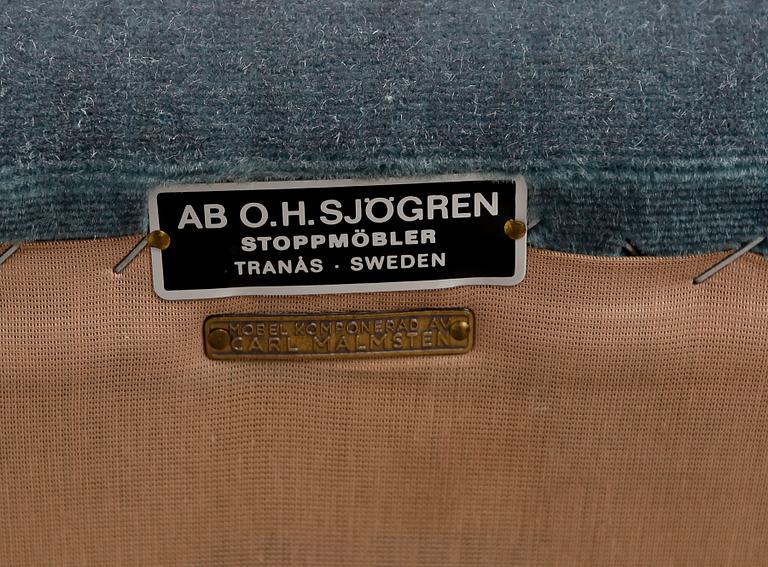 AB O.H.SJÖGREN
STOPPMÖBLER
TRANÅS · SWEDEN
MÖBEL KOMPONERAD AV
CARL MALMSTEN